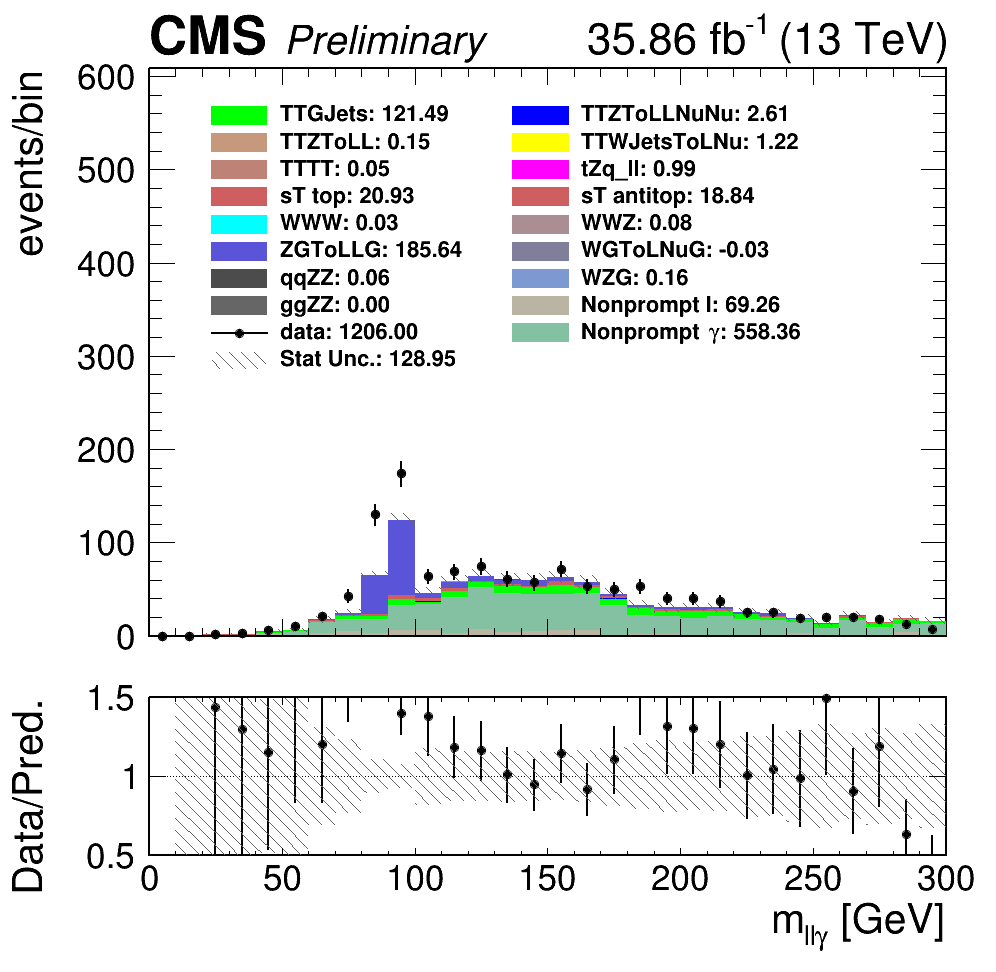 CMS Preliminary 35.86 fb-1 (13 TeV)
events/bin
600
500
400
300
200
100
0
TTGJets: 121.49
TTZToLL: 0.15
TTTT: 0.05
sT top: 20.93
WWW: 0.03
ZGToLLG: 185.64
qqZZ: 0.06
ggZZ: 0.00
data: 1206.00
Stat Unc.: 128.95
TTZToLLNuNu: 2.61
TTWJetsToLNu: 1.22
tZq_ll: 0.99
sT antitop: 18.84
WWZ: 0.08
WGToLNuG: -0.03
WZG: 0.16
Nonprompt l: 69.26
Nonprompt γ: 558.36
Data/Pred.
1.5
1
0.5
0 50 100 150 200 250 300
mllγ [GeV]